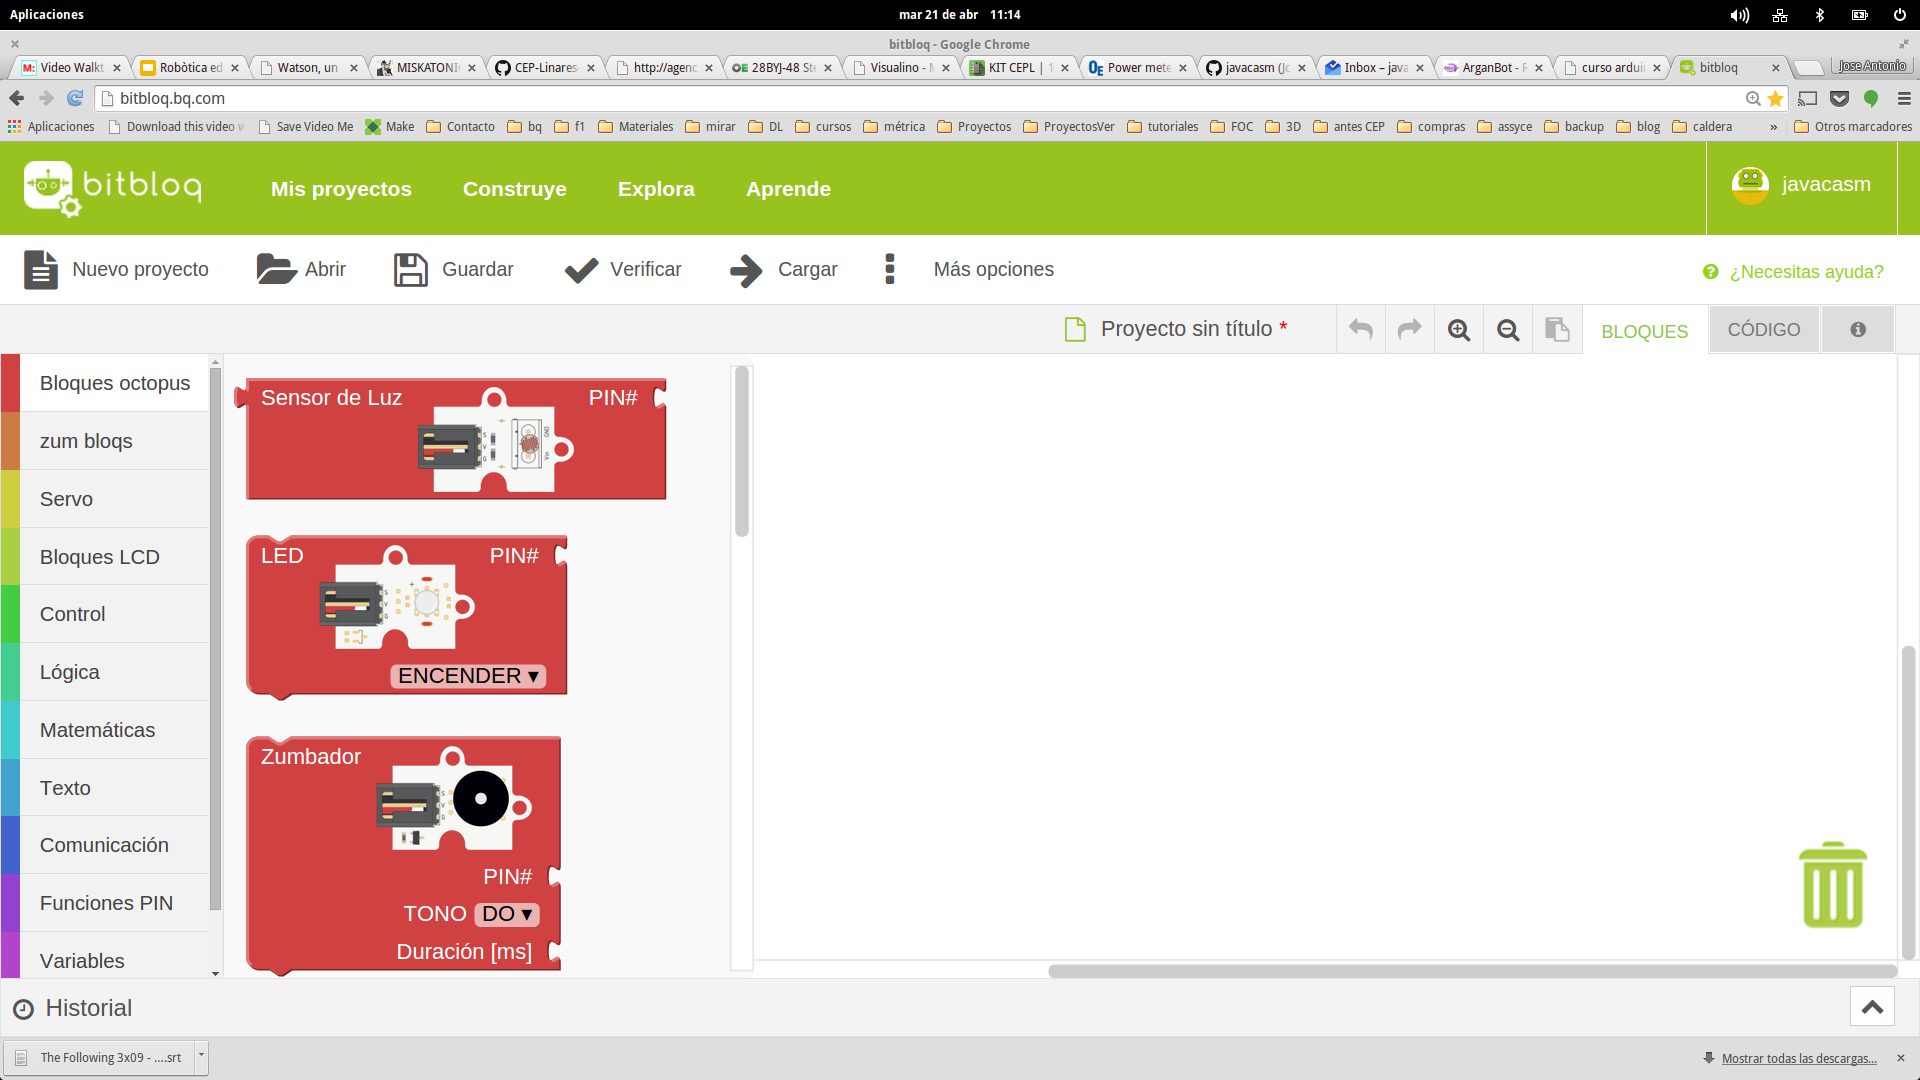 Aplicaciones
mar 21 de abr 11:14
bitbloq - Google Chrome
Video Walkt
Robòtica ed
Watson, un
MISKATONI
CEP-Linares
http://agenc
28BYJ-48 Ste
Visualino - M
KIT CEPL | 1
Power mete
javacasm (Jo
Inbox – java
ArganBot - R
curso ardui
bitbloq
Jose Antonio
bitbloq.bq.com
Aplicaciones
Download this video w
Save Video Me
Make
Contacto
bq
f1
Materiales
mirar
DL
cursos
métrica
Proyectos
ProyectosVer
tutoriales
FOC
3D
antes CEP
compras
assyce
backup
blog
caldera
»
Otros marcadores
bitbloq
Mis proyectos
Construye
Explora
Aprende
javacasm
Nuevo proyecto
Abrir
Guardar
Verificar
Cargar
Más opciones
¿Necesitas ayuda?
Proyecto sin título *
BLOQUES
CÓDIGO
Bloques octopus
zum bloqs
Servo
Bloques LCD
Control
Lógica
Matemáticas
Texto
Comunicación
Funciones PIN
Variables
Sensor de Luz
PIN#
LED
PIN#
ENCENDER ▾
Zumbador
PIN#
TONO DO ▾
Duración [ms]
Historial
The Following 3x09 - ....srt
Mostrar todas las descargas...